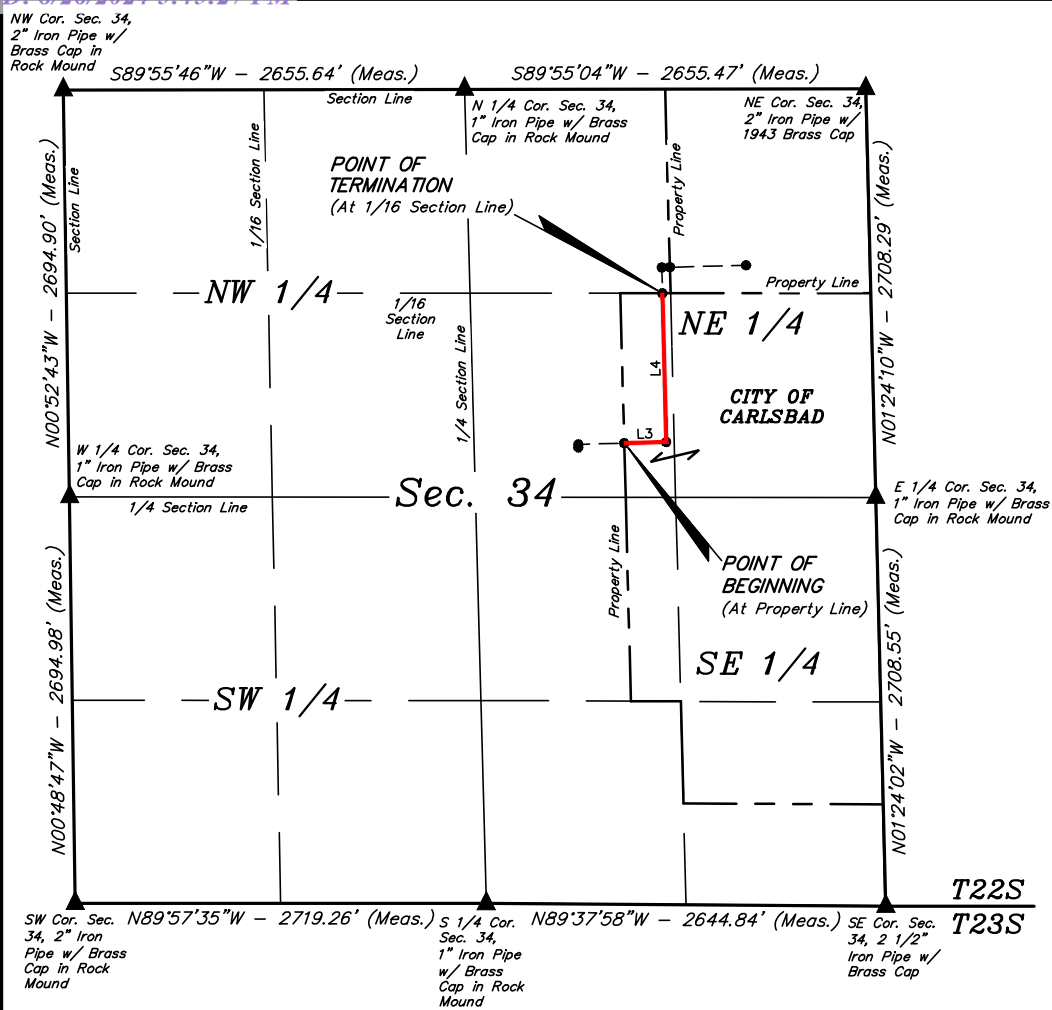 NW Cor. Sec. 34,
2" Iron Pipe w/
Brass Cap in
Rock Mound
S89°55'46"W - 2655.64' (Meas.)
S89°55'04"W - 2655.47' (Meas.)
Section Line
N 1/4 Cor. Sec. 34,
1" Iron Pipe w/ Brass
Cap in Rock Mound
NE Cor. Sec. 34,
2" Iron Pipe w/
1943 Brass Cap
N00°52'43"W - 2694.90' (Meas.)
Section Line
1/16 Section Line
POINT OF
TERMINATION
(At 1/16 Section Line)
Property Line
N01°24'10"W - 2708.29' (Meas.)
Property Line
NW 1/4
1/16
Section
Line
NE 1/4
1/4 Section Line
L4
CITY OF
CARLSBAD
L3
W 1/4 Cor. Sec. 34,
1" Iron Pipe w/ Brass
Cap in Rock Mound
Sec. 34
1/4 Section Line
E 1/4 Cor. Sec. 34,
1" Iron Pipe w/ Brass
Cap in Rock Mound
Property Line
POINT OF
BEGINNING
(At Property Line)
N00°48'47"W - 2694.98' (Meas.)
N01°24'02"W - 2708.55' (Meas.)
SE 1/4
SW 1/4
T22S
T23S
SW Cor. Sec.
34, 2" Iron
Pipe w/ Brass
Cap in Rock
Mound
N89°57'35"W - 2719.26' (Meas.)
S 1/4 Cor.
Sec. 34,
1" Iron Pipe
w/ Brass
Cap in Rock
Mound
N89°37'58"W - 2644.84' (Meas.)
SE Cor. Sec.
34, 2 1/2"
Iron Pipe w/
Brass Cap